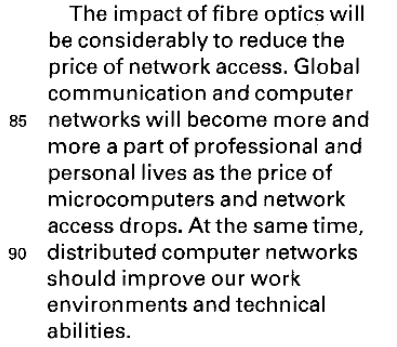 The impact of fibre optics will
be considerably to reduce the
price of network access. Global
communication and computer
85 networks will become more and
more a part of professional and
personal lives as the price of
microcomputers and network
access drops. At the same time,
90 distributed computer networks
should improve our work
environments and technical
abilities.